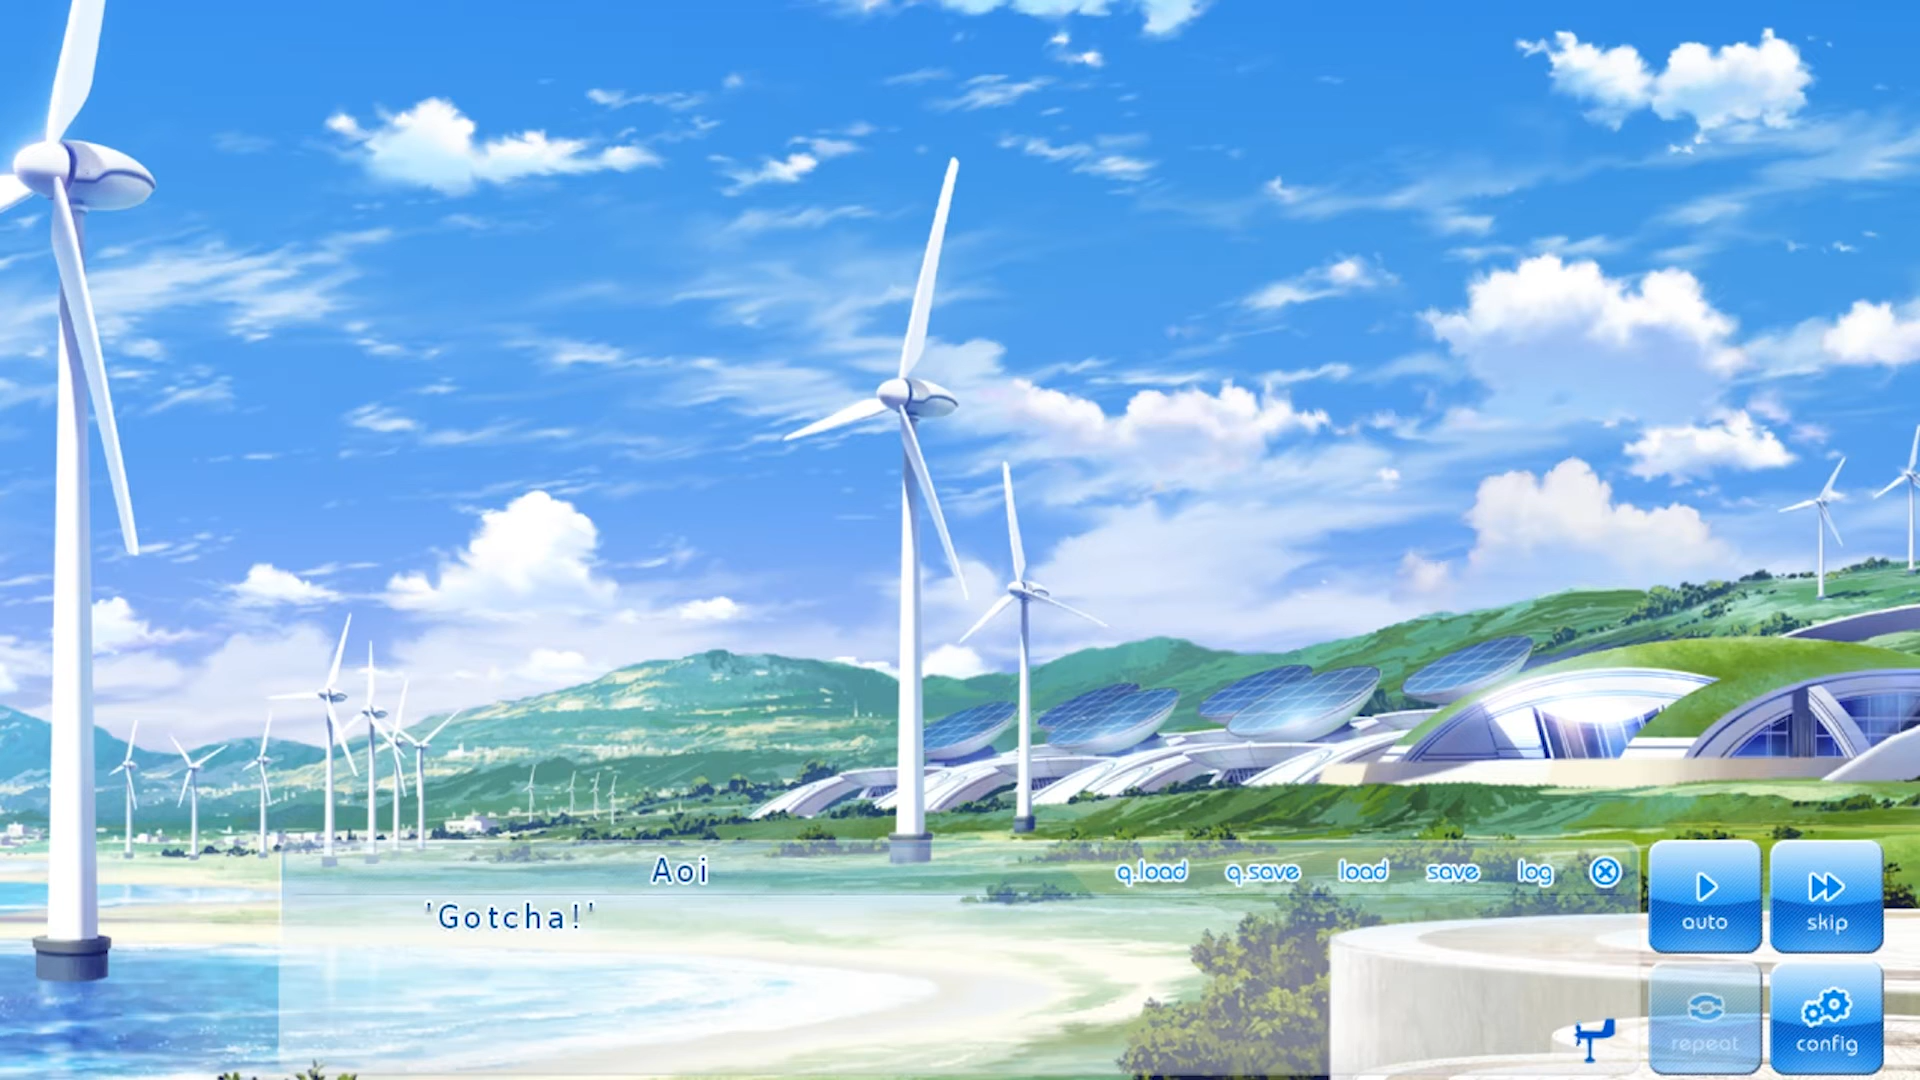 Aoi
q.load q.save load save log
'Gotcha!'
auto
skip
repeat
config